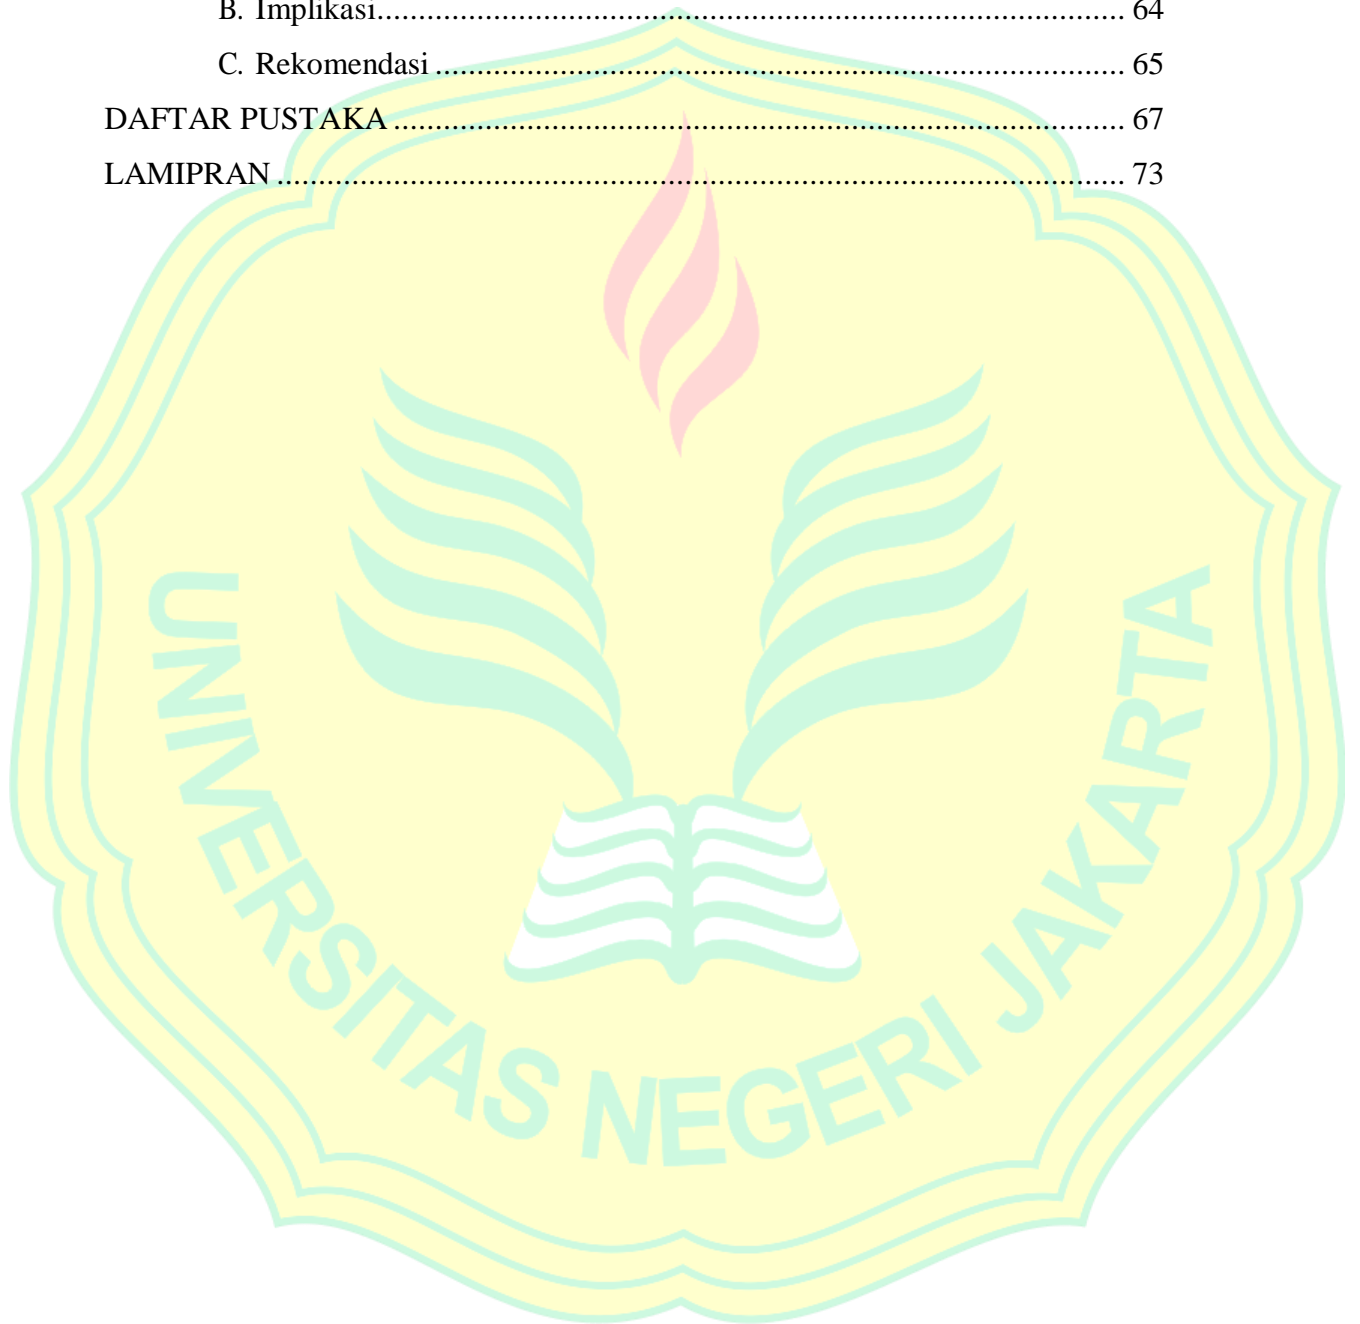 B. Implikasi........................................................................................... 64
C. Rekomendasi .................................................................................... 65
DAFTAR PUSTAKA ......................................................................................... 67
LAMIPRAN ....................................................................................................... 73
UNIVERSITAS NEGERI JAKARTA